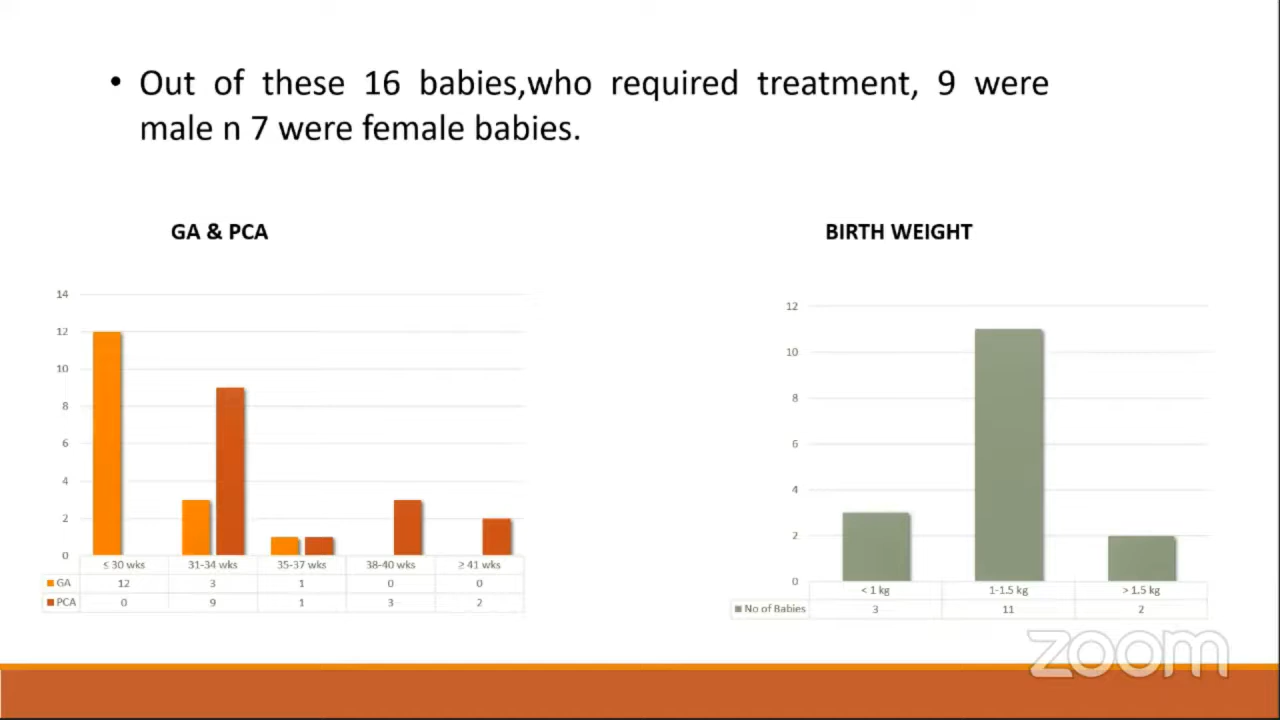 • Out of these 16 babies,who required treatment, 9 were
male n 7 were female babies.
GA & PCA
14
12
10
8
6
4
2
0
≤ 30 wks 31-34 wks 35-37 wks 38-40 wks ≥ 41 wks
GA 12 3 1 0 0
PCA 0 9 1 3 2
BIRTH WEIGHT
12
10
8
6
4
2
0
< 1 kg 1-1.5 kg > 1.5 kg
No of Babies 3 11 2
zoom